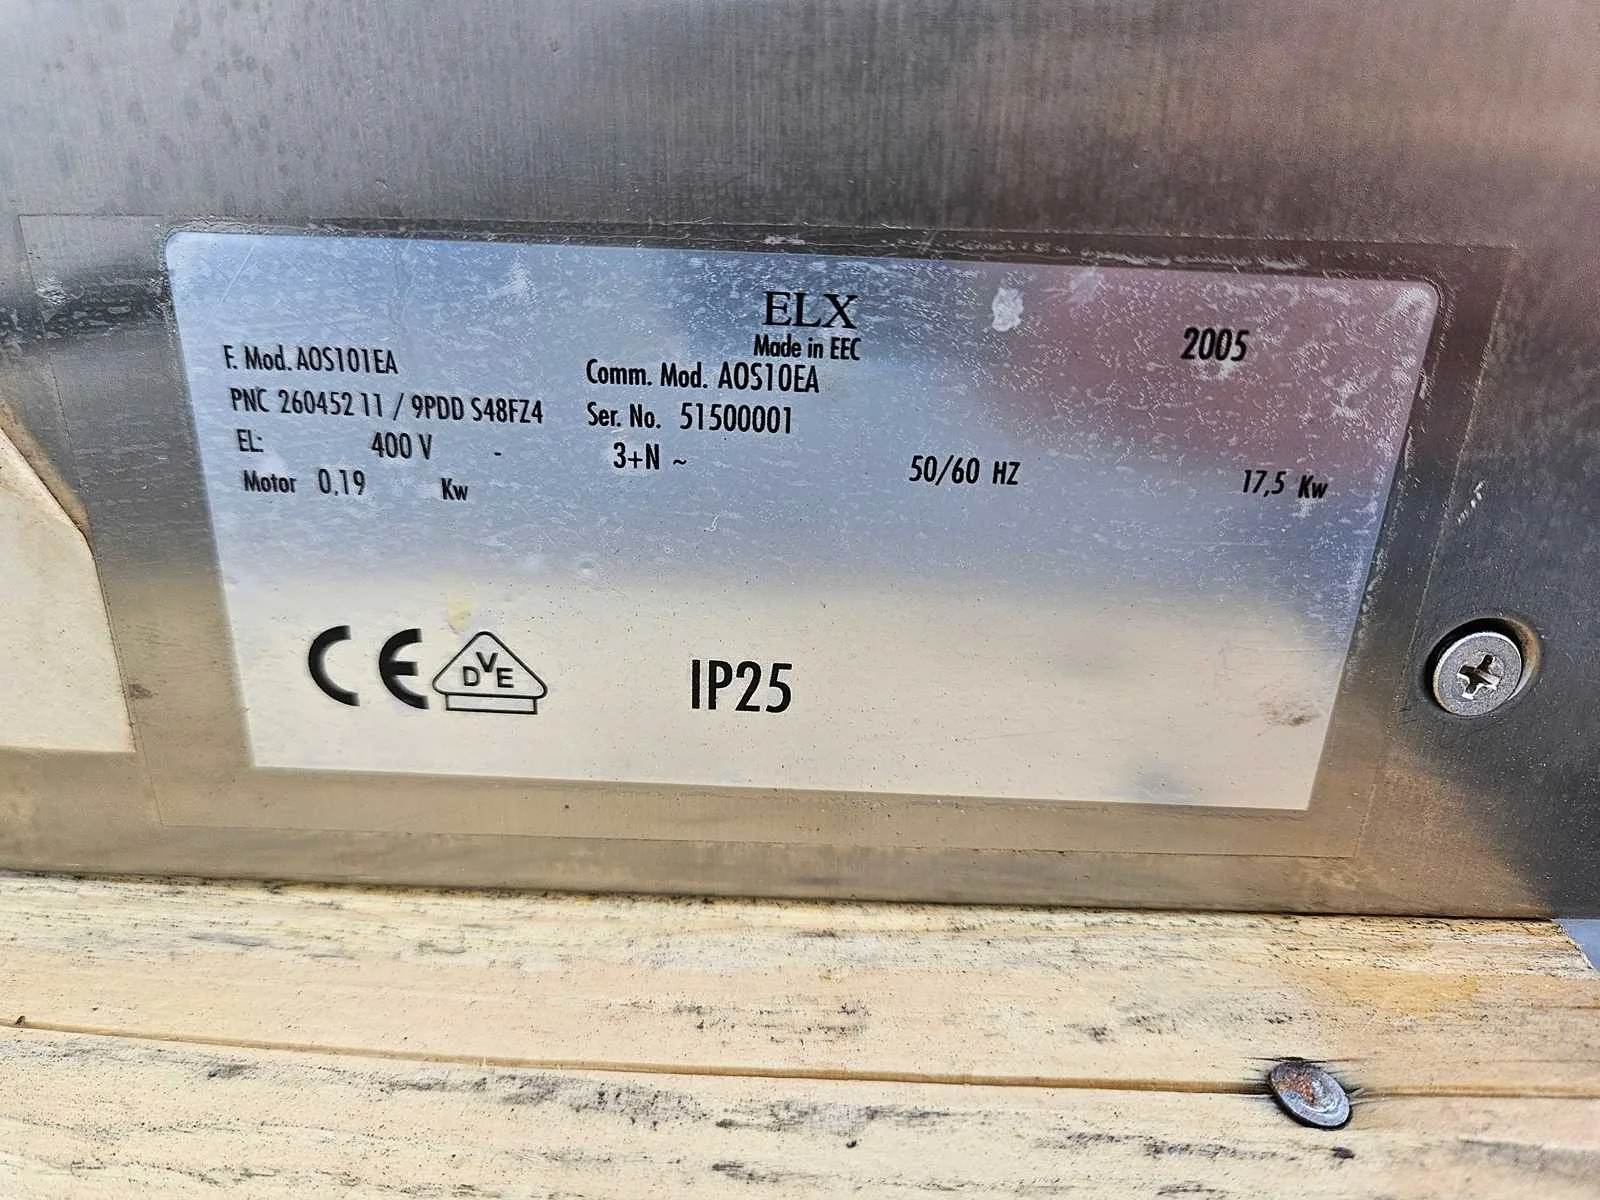 ELX
Made in EEC
2005
F. Mod. AOS101EA
Comm. Mod. AOS10EA
PNC 260452 11 / 9PDD S48FZ4
Ser. No. 51500001
EL: 400 V - 3+N ~ 50/60 HZ 17,5 Kw
Motor 0,19 Kw
CE
DVE
IP25